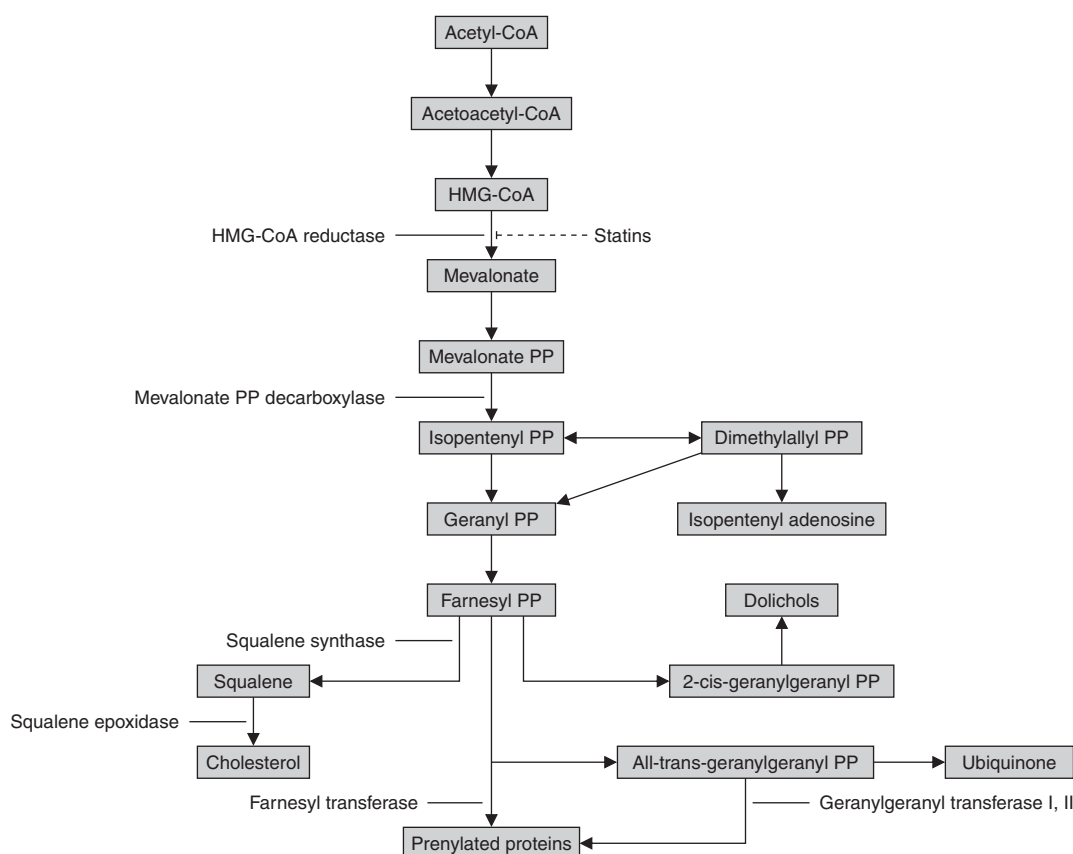 Acetyl-CoA
Acetoacetyl-CoA
HMG-CoA
HMG-CoA reductase
Statins
Mevalonate
Mevalonate PP
Mevalonate PP decarboxylase
Isopentenyl PP
Dimethylallyl PP
Geranyl PP
Isopentenyl adenosine
Farnesyl PP
Dolichols
Squalene synthase
Squalene
2-cis-geranylgeranyl PP
Squalene epoxidase
Cholesterol
All-trans-geranylgeranyl PP
Ubiquinone
Farnesyl transferase
Geranylgeranyl transferase I, II
Prenylated proteins